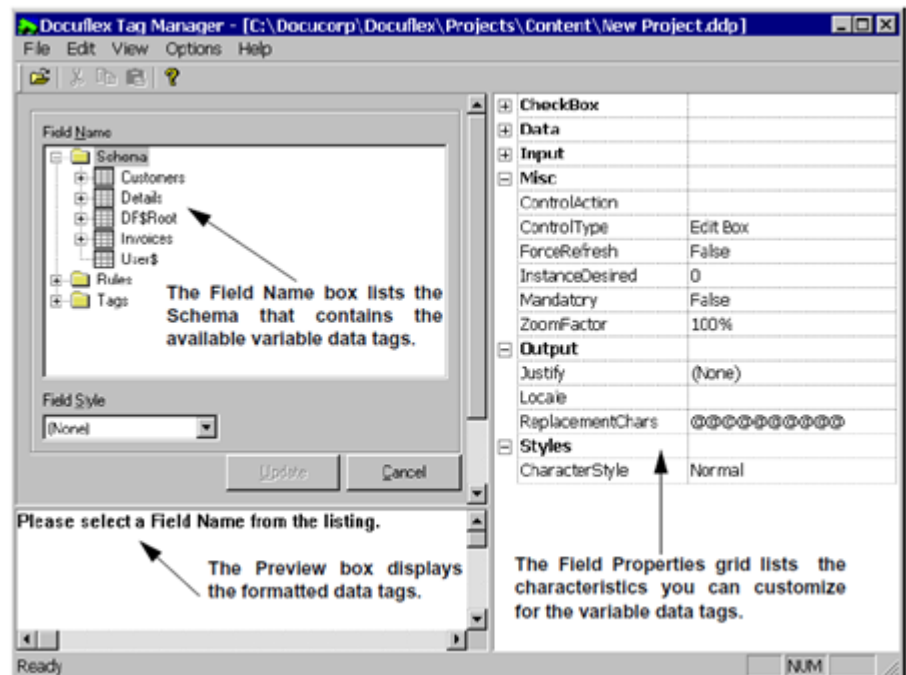 Docuflex Tag Manager - [C:\Docucorp\Docuflex\Projects\Content\New Project.ddp]
File Edit View Options Help
Field Name
Schema
Customers
Details
DF$Root
Invoices
User$
Rules
Tags
The Field Name box lists the
Schema that contains the
available variable data tags.
Field Style
(None)
Update Cancel
Please select a Field Name from the listing.
The Preview box displays
the formatted data tags.
CheckBox
Data
Input
Misc
ControlAction
ControlType Edit Box
ForceRefresh False
InstanceDesired 0
Mandatory False
ZoomFactor 100%
Output
Justify (None)
Locale
ReplacementChars @@@@@@@@@@
Styles
CharacterStyle Normal
The Field Properties grid lists the
characteristics you can customize
for the variable data tags.
Ready NUM